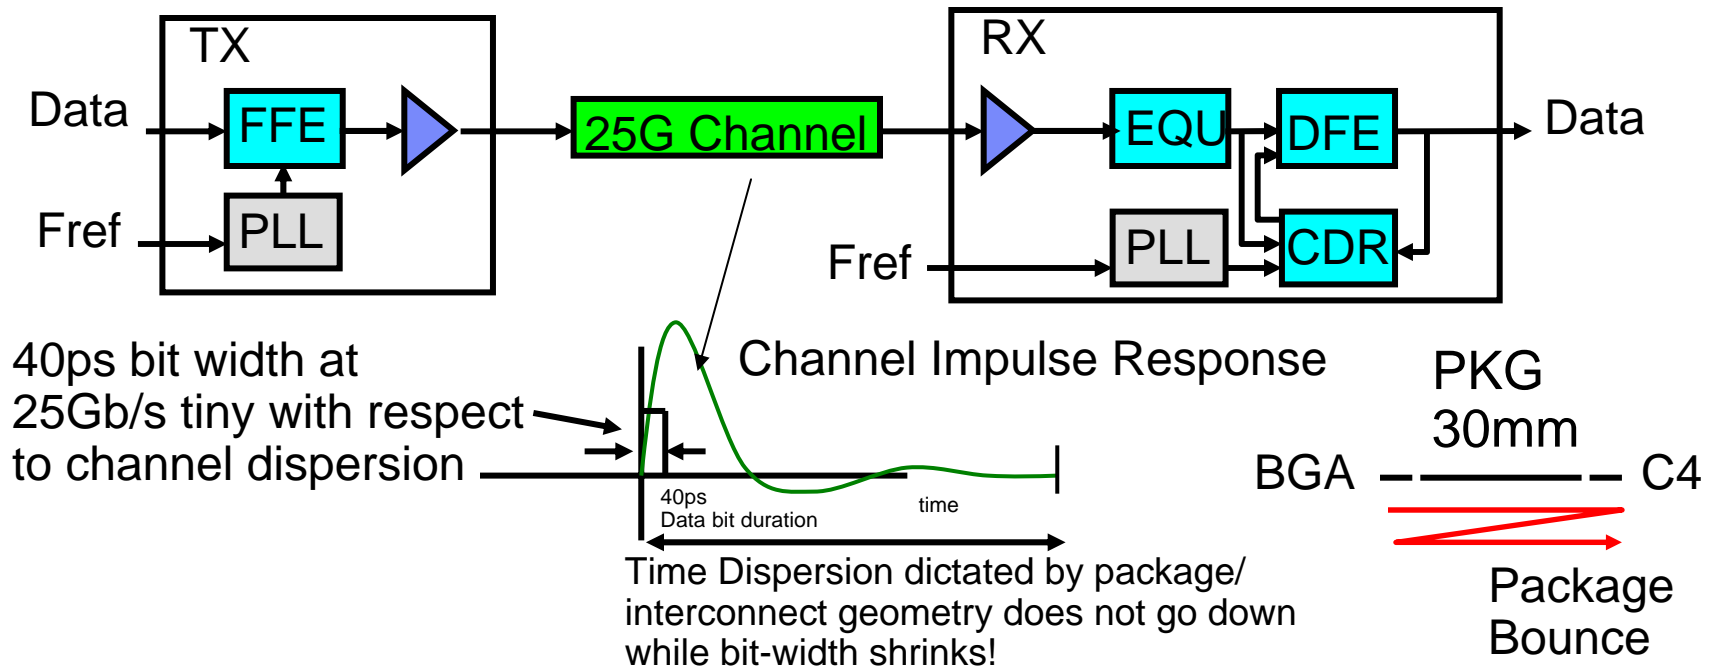 TX
RX
Data
FFE
25G Channel
EQU
DFE
Data
Fref
PLL
Fref
PLL
CDR
40ps bit width at
25Gb/s tiny with respect
to channel dispersion
Channel Impulse Response
40ps
Data bit duration
time
Time Dispersion dictated by package/
interconnect geometry does not go down
while bit-width shrinks!
PKG
30mm
BGA
C4
Package
Bounce